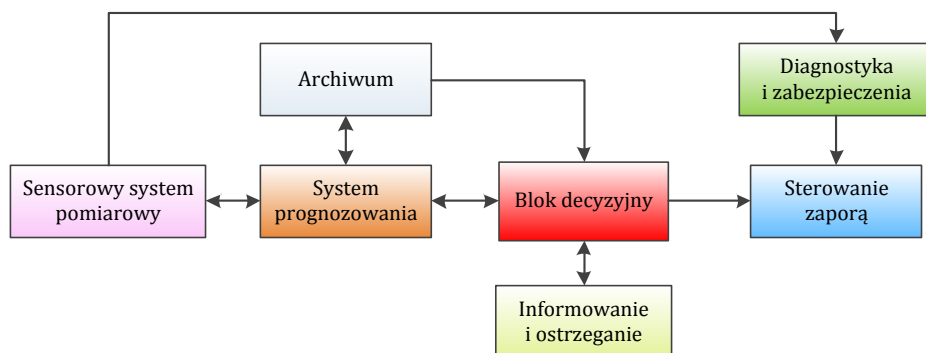 Archiwum
Diagnostyka
i zabezpieczenia
Sensorowy system
pomiarowy
System
prognozowania
Blok decyzyjny
Sterowanie
zaporą
Informowanie
i ostrzeganie